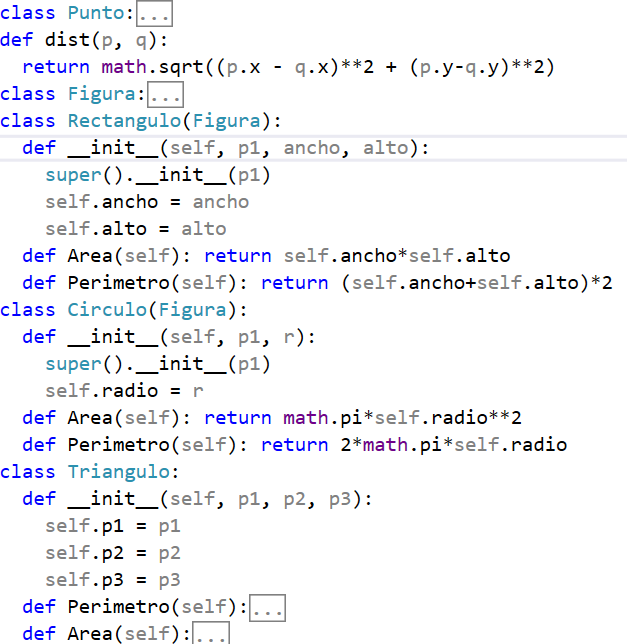 class Punto:...
def dist(p, q):
  return math.sqrt((p.x - q.x)**2 + (p.y-q.y)**2)
class Figura:...
class Rectangulo(Figura):
  def __init__(self, p1, ancho, alto):
    super().__init__(p1)
    self.ancho = ancho
    self.alto = alto
  def Area(self): return self.ancho*self.alto
  def Perimetro(self): return (self.ancho+self.alto)*2
class Circulo(Figura):
  def __init__(self, p1, r):
    super().__init__(p1)
    self.radio = r
  def Area(self): return math.pi*self.radio**2
  def Perimetro(self): return 2*math.pi*self.radio
class Triangulo:
  def __init__(self, p1, p2, p3):
    self.p1 = p1
    self.p2 = p2
    self.p3 = p3
  def Perimetro(self):...
  def Area(self):...